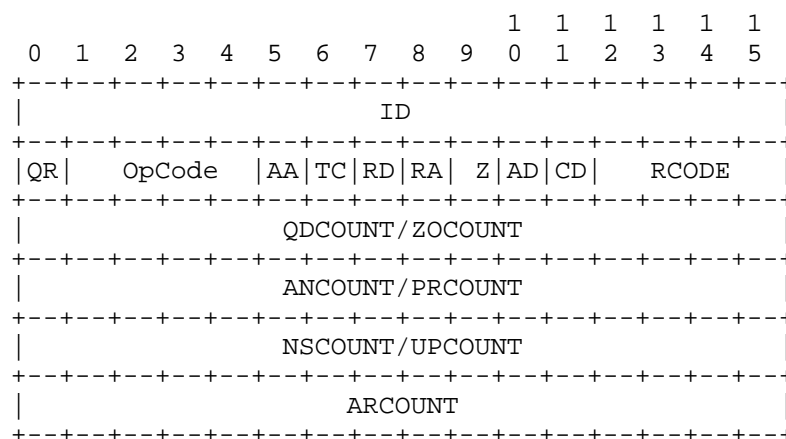 1  1  1  1  1  1
  0  1  2  3  4  5  6  7  8  9  0  1  2  3  4  5
+--+--+--+--+--+--+--+--+--+--+--+--+--+--+--+--+
|                      ID                       |
+--+--+--+--+--+--+--+--+--+--+--+--+--+--+--+--+
|QR|   OpCode  |AA|TC|RD|RA| Z|AD|CD|   RCODE   |
+--+--+--+--+--+--+--+--+--+--+--+--+--+--+--+--+
|                QDCOUNT/ZOCOUNT                |
+--+--+--+--+--+--+--+--+--+--+--+--+--+--+--+--+
|                ANCOUNT/PRCOUNT                |
+--+--+--+--+--+--+--+--+--+--+--+--+--+--+--+--+
|                NSCOUNT/UPCOUNT                |
+--+--+--+--+--+--+--+--+--+--+--+--+--+--+--+--+
|                    ARCOUNT                    |
+--+--+--+--+--+--+--+--+--+--+--+--+--+--+--+--+